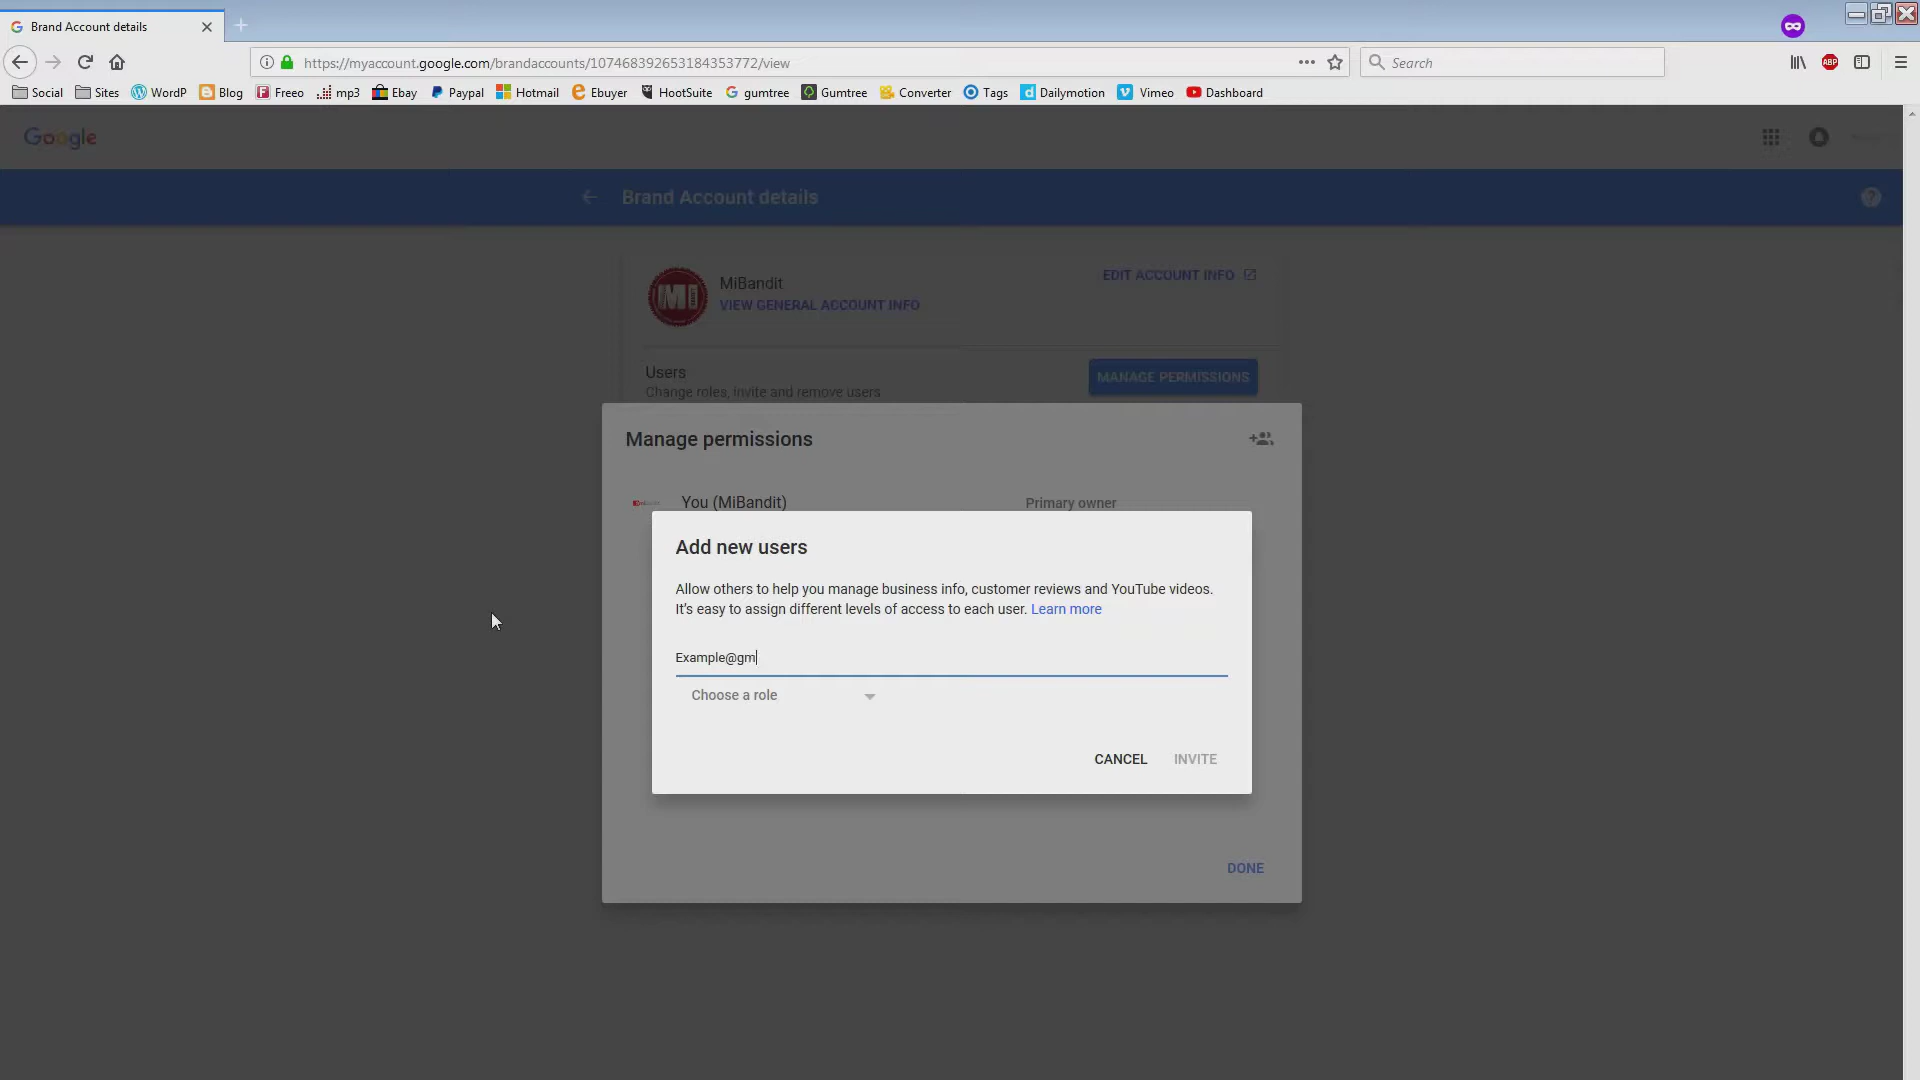 Brand Account details
https://myaccount.google.com/brandaccounts/107468392653184353772/view
Search
Social Sites WordP Blog Freeo mp3 Ebay Paypal Hotmail Ebuyer HootSuite gumtree Gumtree Converter Tags Dailymotion Vimeo Dashboard
Google
Brand Account details
MiBandit
EDIT ACCOUNT INFO
VIEW GENERAL ACCOUNT INFO
Users
Change roles, invite and remove users
MANAGE PERMISSIONS
Manage permissions
You (MiBandit) Primary owner
Add new users
Allow others to help you manage business info, customer reviews and YouTube videos.
It's easy to assign different levels of access to each user. Learn more
Example@gm
Choose a role
CANCEL INVITE
DONE